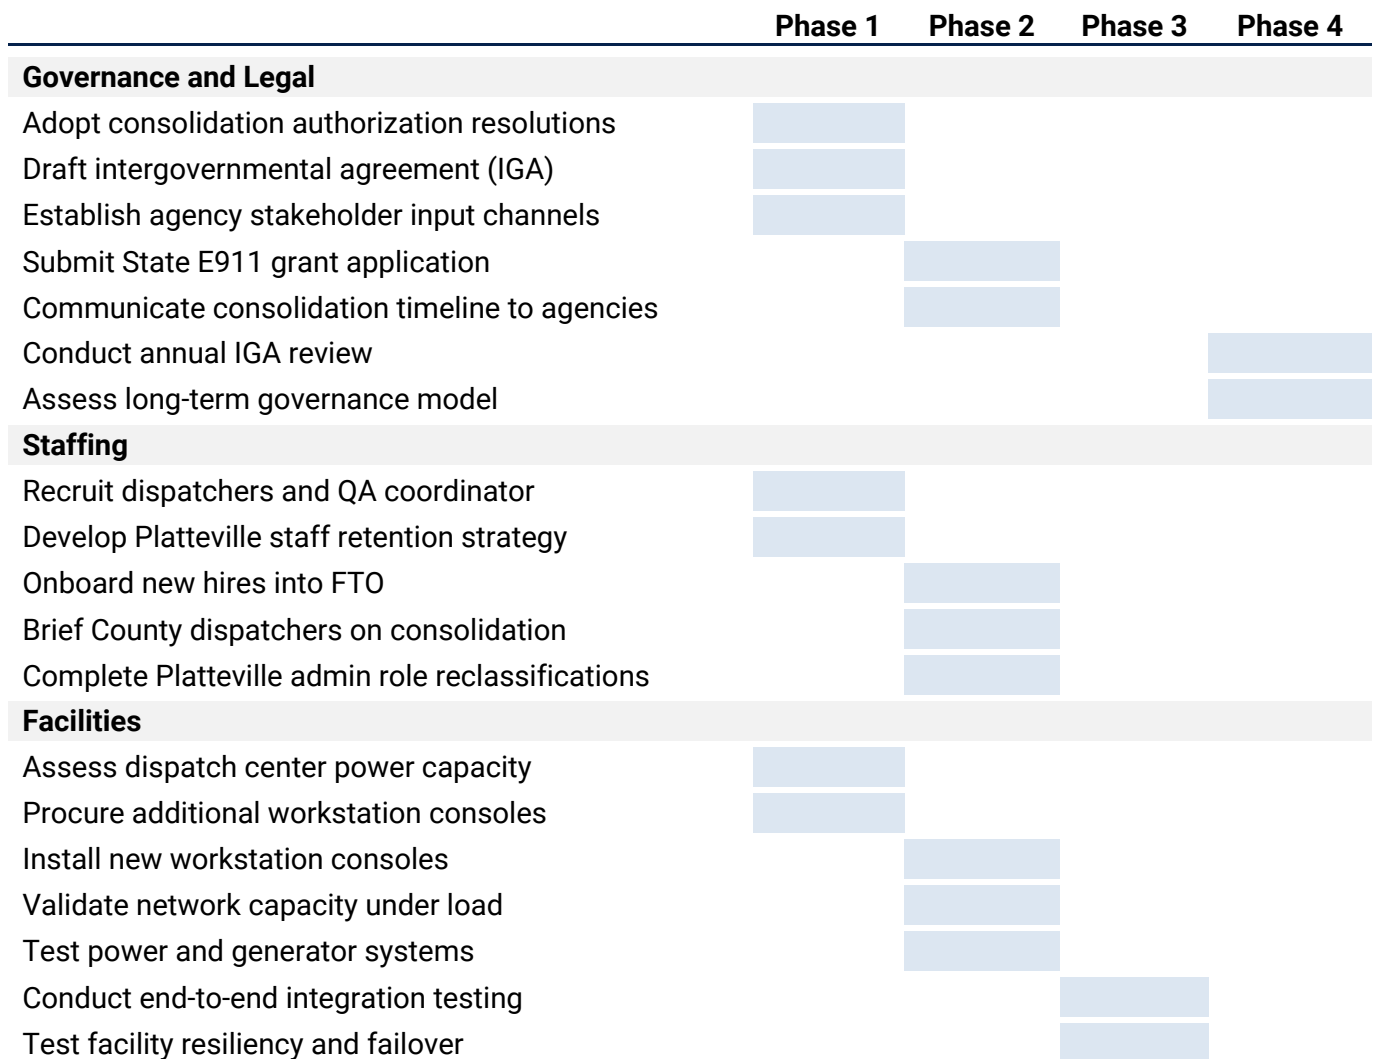 Phase 1 Phase 2 Phase 3 Phase 4
Governance and Legal
Adopt consolidation authorization resolutions
Draft intergovernmental agreement (IGA)
Establish agency stakeholder input channels
Submit State E911 grant application
Communicate consolidation timeline to agencies
Conduct annual IGA review
Assess long-term governance model
Staffing
Recruit dispatchers and QA coordinator
Develop Platteville staff retention strategy
Onboard new hires into FTO
Brief County dispatchers on consolidation
Complete Platteville admin role reclassifications
Facilities
Assess dispatch center power capacity
Procure additional workstation consoles
Install new workstation consoles
Validate network capacity under load
Test power and generator systems
Conduct end-to-end integration testing
Test facility resiliency and failover